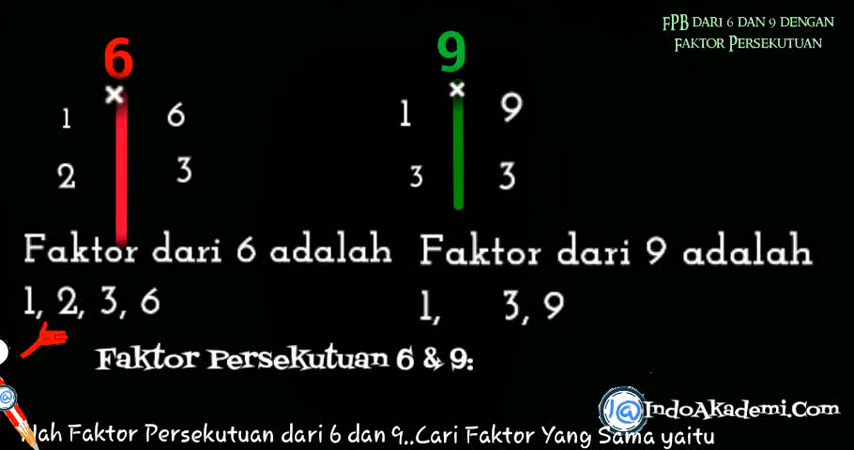 FPB DARI 6 DAN 9 DENGAN
FAKTOR PERSEKUTUAN
6
×
1 6
2 3
9
×
1 9
3 3
Faktor dari 6 adalah
1, 2, 3, 6
Faktor dari 9 adalah
1, 3, 9
Faktor Persekutuan 6 & 9:
@
1@IndoAkademi.Com
Nah Faktor Persekutuan dari 6 dan 9..Cari Faktor Yang Sama yaitu